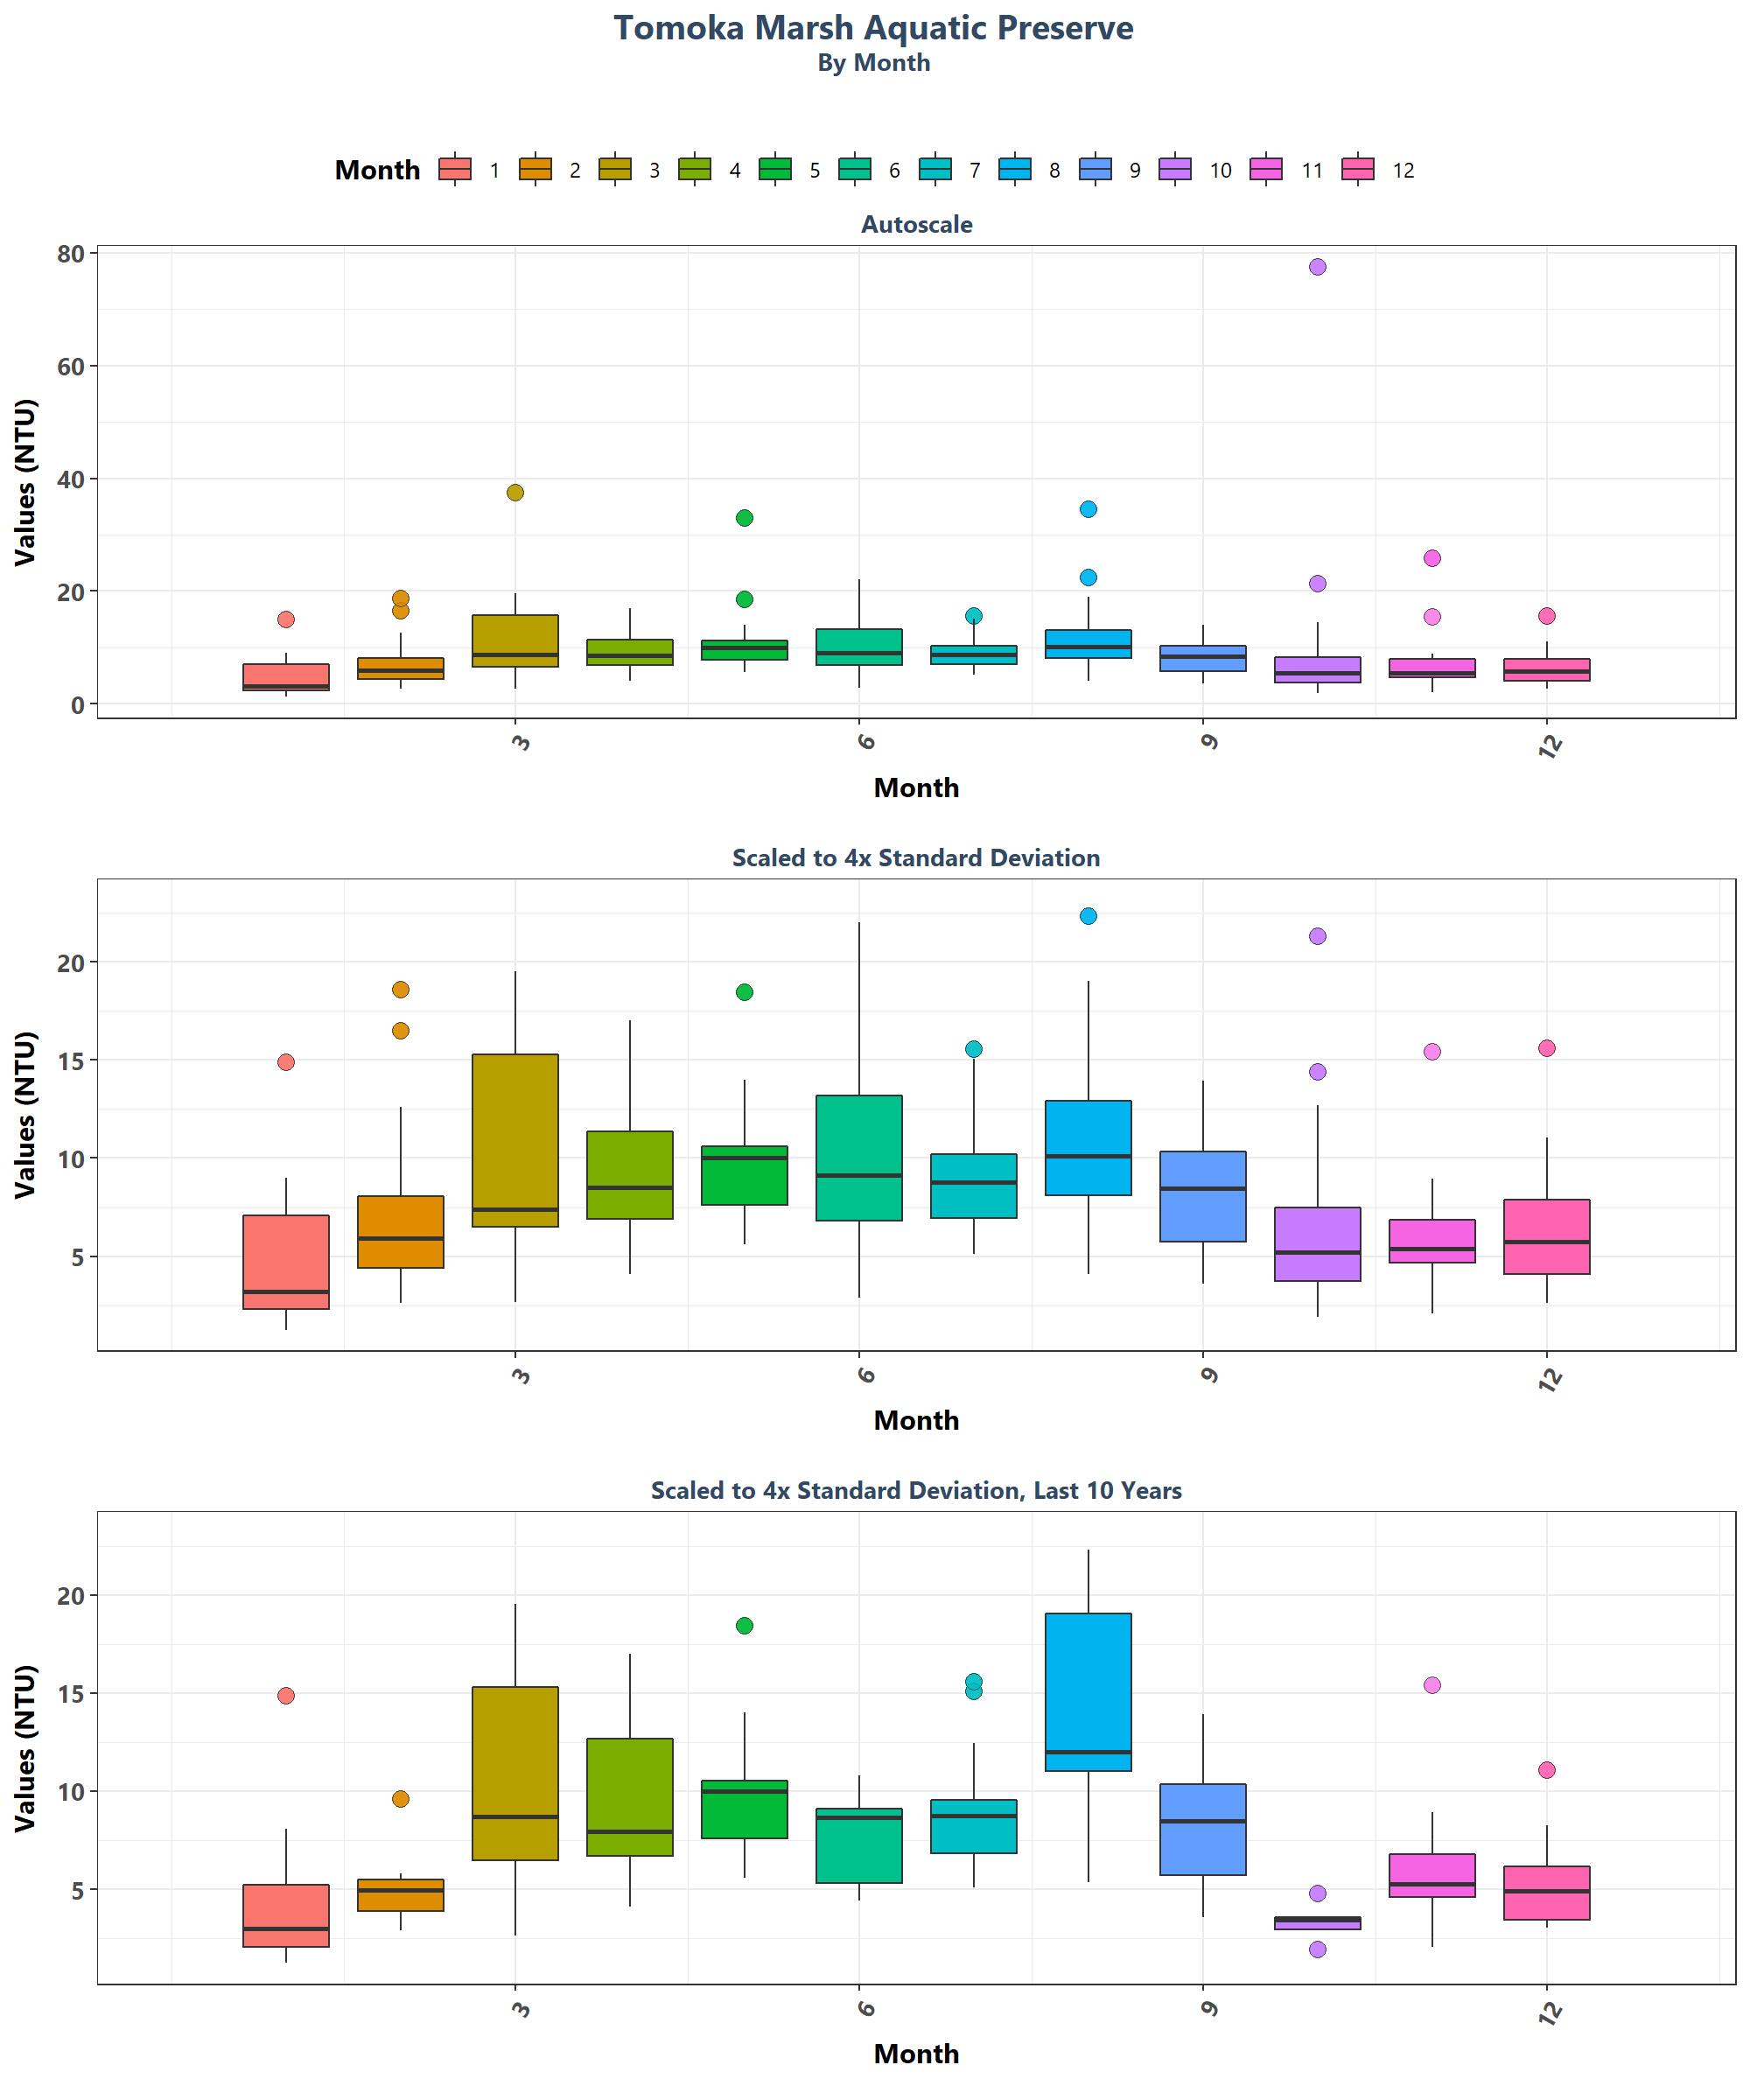 Tomoka Marsh Aquatic Preserve
By Month
Month 1 2 3 4 5 6 7 8 9 10 11 12
Autoscale
80
60
40
20
0
Values (NTU)
3 6 9 12
Month
Scaled to 4x Standard Deviation
20
15
10
5
Values (NTU)
3 6 9 12
Month
Scaled to 4x Standard Deviation, Last 10 Years
20
15
10
5
Values (NTU)
3 6 9 12
Month